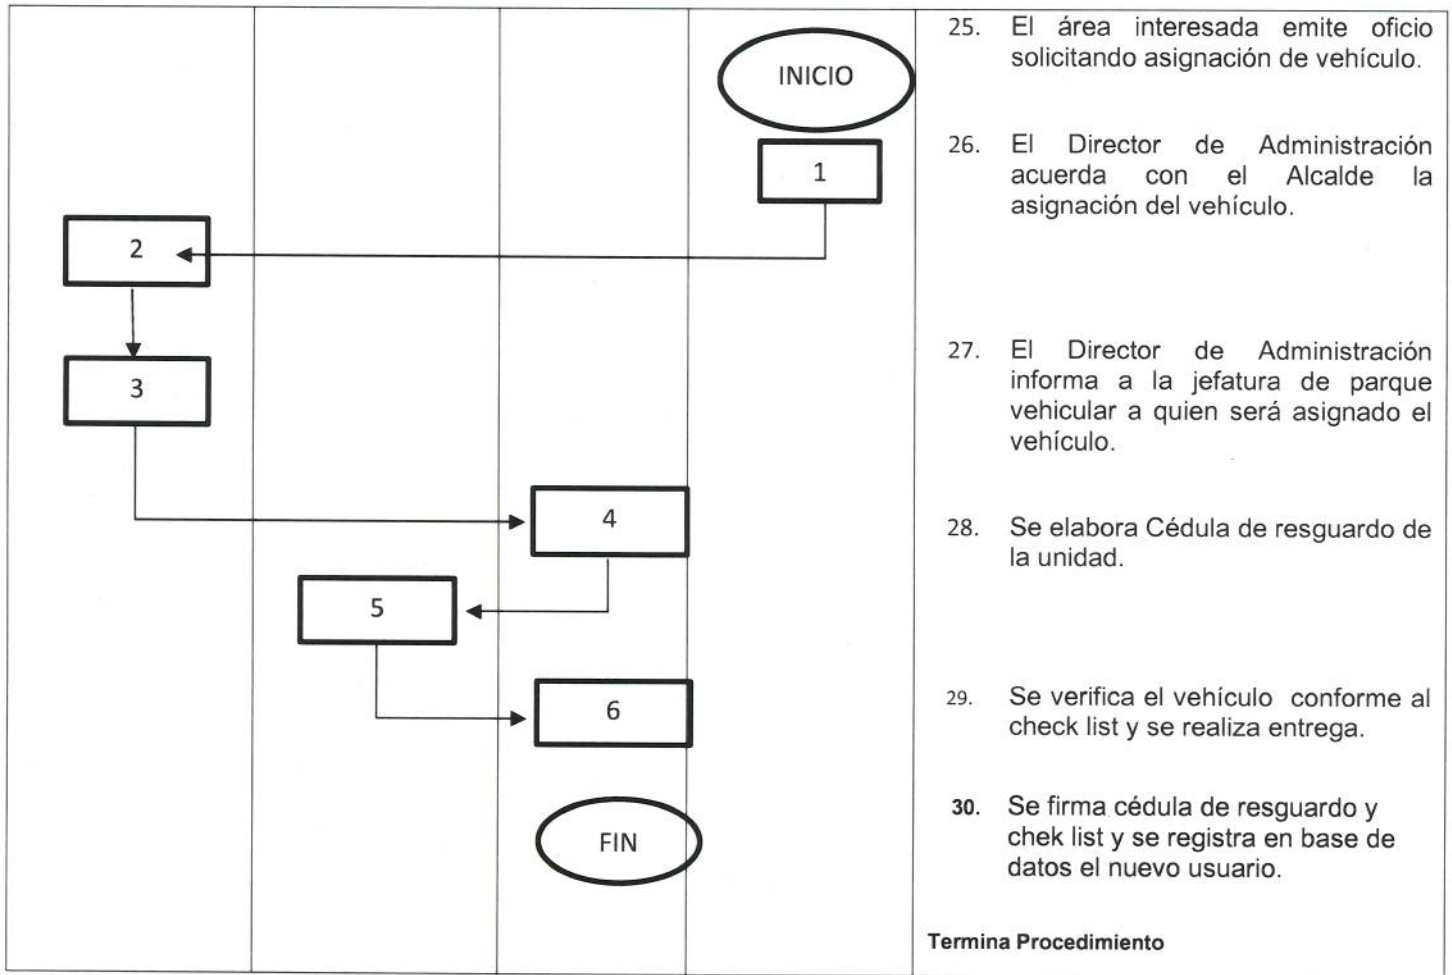 INICIO
1
2
3
4
5
6
FIN
25. El área interesada emite oficio
solicitando asignación de vehículo.
26. El Director de Administración
acuerda con el Alcalde la
asignación del vehículo.
27. El Director de Administración
informa a la jefatura de parque
vehicular a quien será asignado el
vehículo.
28. Se elabora Cédula de resguardo de
la unidad.
29. Se verifica el vehículo conforme al
check list y se realiza entrega.
30. Se firma cédula de resguardo y
chek list y se registra en base de
datos el nuevo usuario.
Termina Procedimiento